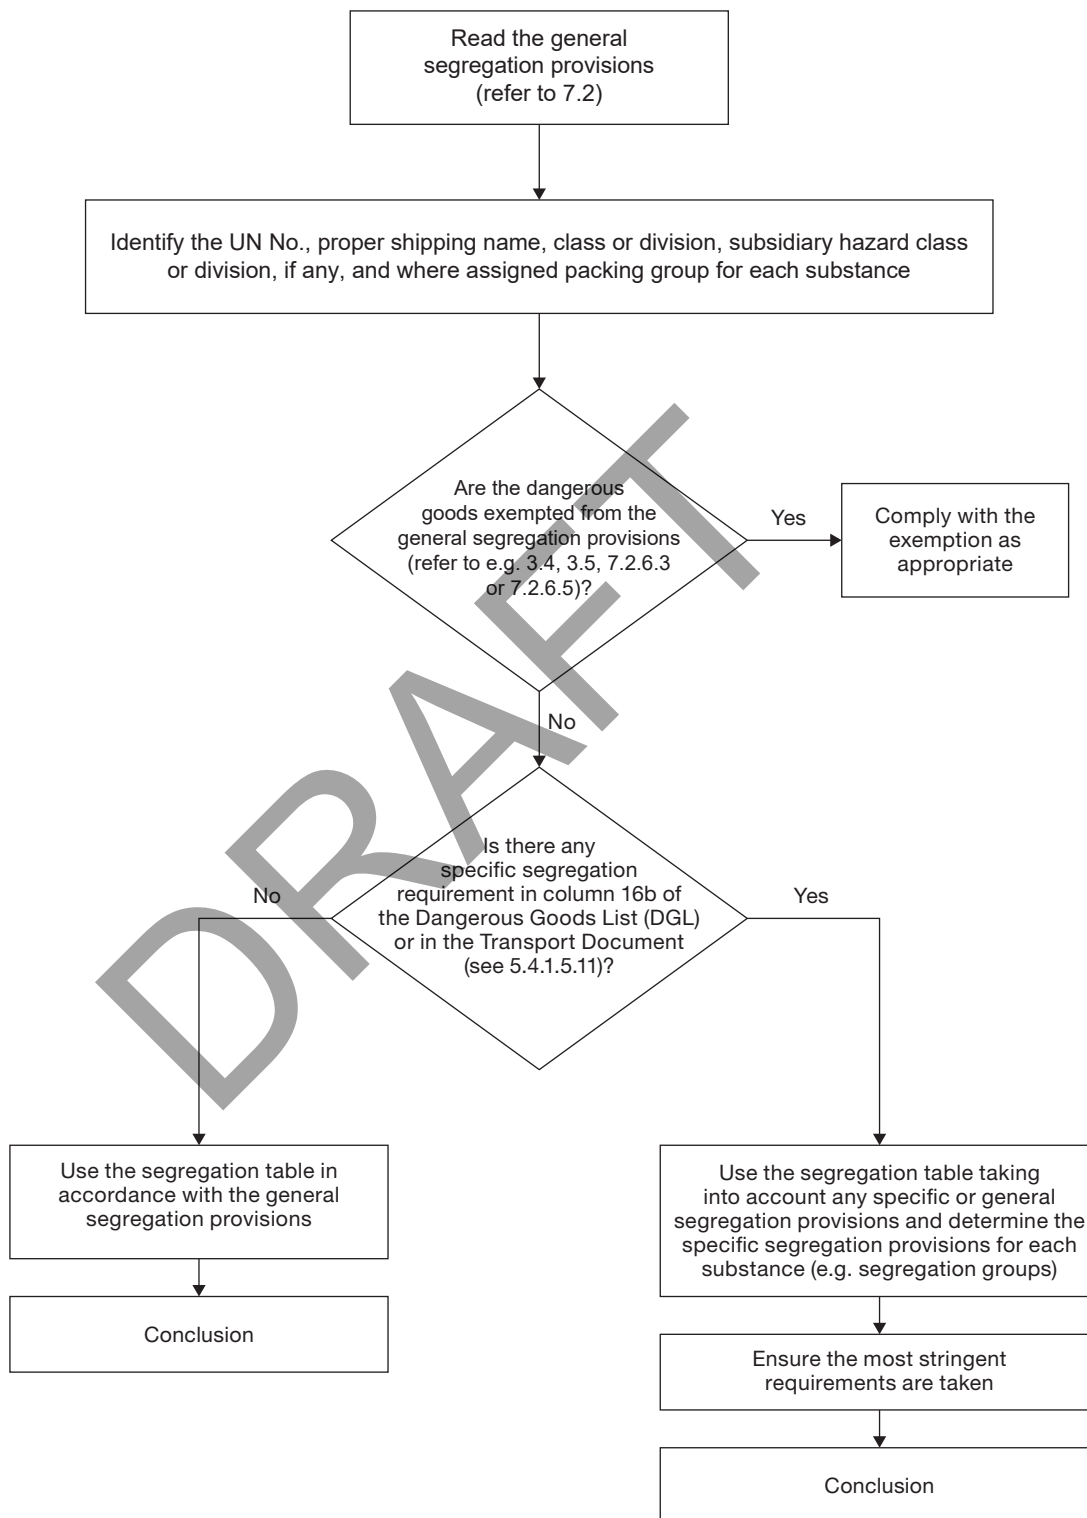 Read the general
segregation provisions
(refer to 7.2)
Identify the UN No., proper shipping name, class or division, subsidiary hazard class
or division, if any, and where assigned packing group for each substance
Are the dangerous
goods exempted from the
general segregation provisions
(refer to e.g. 3.4, 3.5, 7.2.6.3
or 7.2.6.5)?
Yes
Comply with the
exemption as
appropriate
No
Is there any
specific segregation
requirement in column 16b of
the Dangerous Goods List (DGL)
or in the Transport Document
(see 5.4.1.5.11)?
No
Yes
Use the segregation table in
accordance with the general
segregation provisions
Conclusion
Use the segregation table taking
into account any specific or general
segregation provisions and determine the
specific segregation provisions for each
substance (e.g. segregation groups)
Ensure the most stringent
requirements are taken
Conclusion
DRAFT